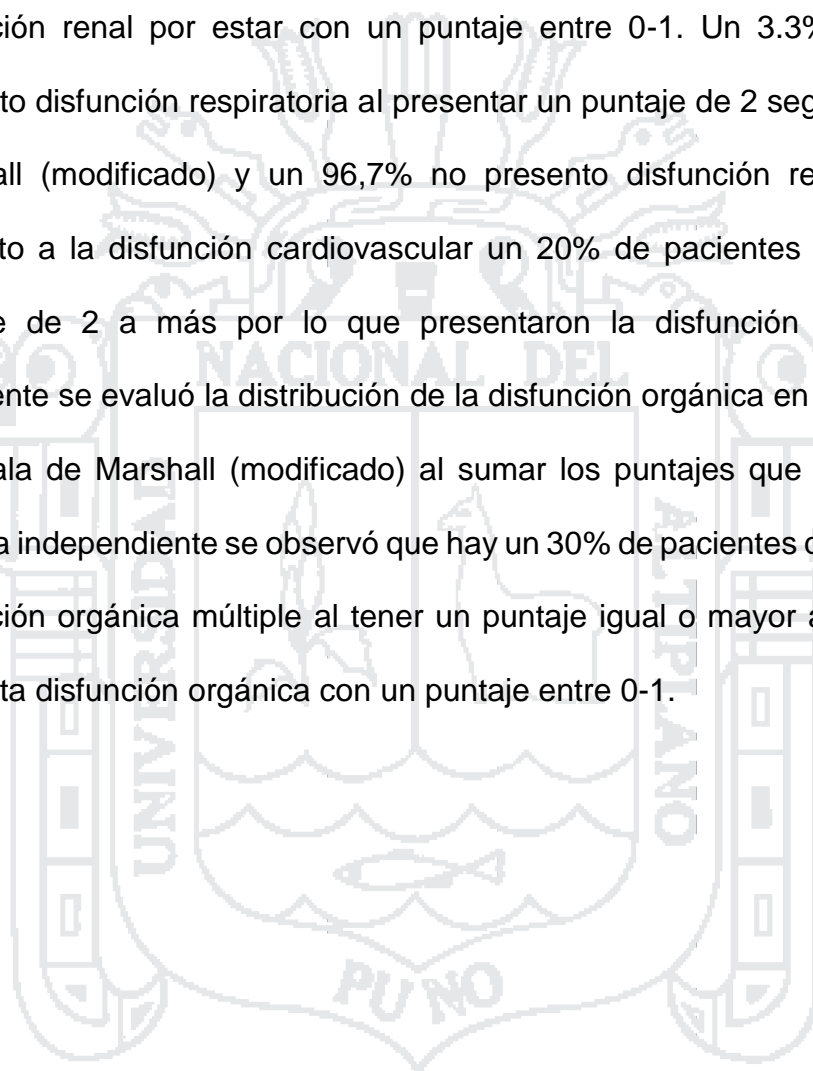 ción renal por estar con un puntaje entre 0-1. Un 3.3%
to disfunción respiratoria al presentar un puntaje de 2 seg
all (modificado) y un 96,7% no presento disfunción re
to a la disfunción cardiovascular un 20% de pacientes
e de 2 a más por lo que presentaron la disfunción
ente se evaluó la distribución de la disfunción orgánica en
ala de Marshall (modificado) al sumar los puntajes que
a independiente se observó que hay un 30% de pacientes
ción orgánica múltiple al tener un puntaje igual o mayor a
ta disfunción orgánica con un puntaje entre 0-1.
NACIONAL DEL
UNIVERSIDAD
ALTIPLANO
PUNO